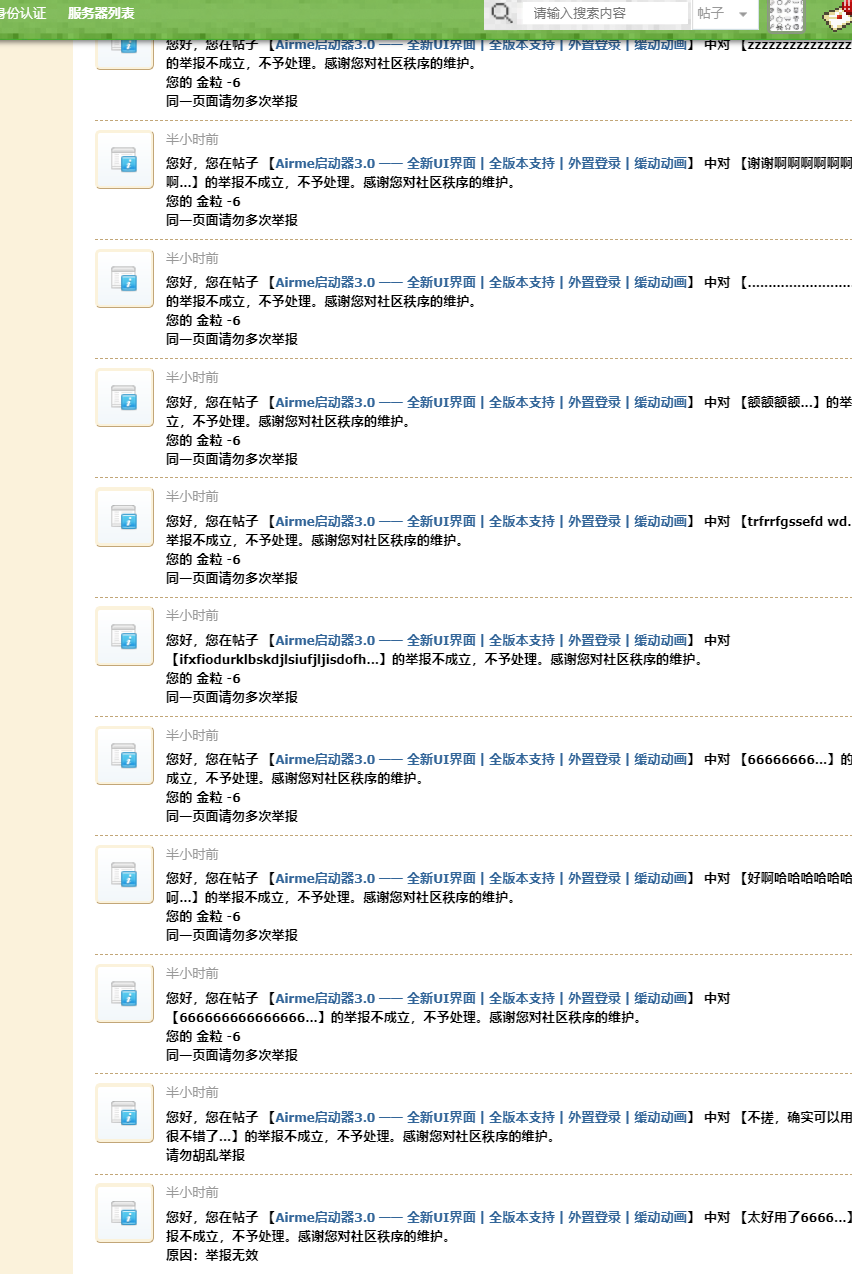 身份认证 服务器列表 请输入搜索内容 帖子
您好，您在帖子 【Airme启动器3.0 —— 全新UI界面 | 全版本支持 | 外置登录 | 缓动动画】 中对 【zzzzzzzzzzzzzzzz
的举报不成立，不予处理。感谢您对社区秩序的维护。
您的 金粒 -6
同一页面请勿多次举报
半小时前
您好，您在帖子 【Airme启动器3.0 —— 全新UI界面 | 全版本支持 | 外置登录 | 缓动动画】 中对 【谢谢啊啊啊啊啊啊
啊...】的举报不成立，不予处理。感谢您对社区秩序的维护。
您的 金粒 -6
同一页面请勿多次举报
半小时前
您好，您在帖子 【Airme启动器3.0 —— 全新UI界面 | 全版本支持 | 外置登录 | 缓动动画】 中对 【.........................
的举报不成立，不予处理。感谢您对社区秩序的维护。
您的 金粒 -6
同一页面请勿多次举报
半小时前
您好，您在帖子 【Airme启动器3.0 —— 全新UI界面 | 全版本支持 | 外置登录 | 缓动动画】 中对 【额额额额...】的举
立，不予处理。感谢您对社区秩序的维护。
您的 金粒 -6
同一页面请勿多次举报
半小时前
您好，您在帖子 【Airme启动器3.0 —— 全新UI界面 | 全版本支持 | 外置登录 | 缓动动画】 中对 【trfrrfgssefd wd.
举报不成立，不予处理。感谢您对社区秩序的维护。
您的 金粒 -6
同一页面请勿多次举报
半小时前
您好，您在帖子 【Airme启动器3.0 —— 全新UI界面 | 全版本支持 | 外置登录 | 缓动动画】 中对
【ifxfiodurklbskdjlsiufjljisdofh...】的举报不成立，不予处理。感谢您对社区秩序的维护。
您的 金粒 -6
同一页面请勿多次举报
半小时前
您好，您在帖子 【Airme启动器3.0 —— 全新UI界面 | 全版本支持 | 外置登录 | 缓动动画】 中对 【66666666...】的
成立，不予处理。感谢您对社区秩序的维护。
您的 金粒 -6
同一页面请勿多次举报
半小时前
您好，您在帖子 【Airme启动器3.0 —— 全新UI界面 | 全版本支持 | 外置登录 | 缓动动画】 中对 【好啊哈哈哈哈哈哈
呵...】的举报不成立，不予处理。感谢您对社区秩序的维护。
您的 金粒 -6
同一页面请勿多次举报
半小时前
您好，您在帖子 【Airme启动器3.0 —— 全新UI界面 | 全版本支持 | 外置登录 | 缓动动画】 中对
【666666666666666...】的举报不成立，不予处理。感谢您对社区秩序的维护。
您的 金粒 -6
同一页面请勿多次举报
半小时前
您好，您在帖子 【Airme启动器3.0 —— 全新UI界面 | 全版本支持 | 外置登录 | 缓动动画】 中对 【不搓，确实可以用
很不错了...】的举报不成立，不予处理。感谢您对社区秩序的维护。
请勿胡乱举报
半小时前
您好，您在帖子 【Airme启动器3.0 —— 全新UI界面 | 全版本支持 | 外置登录 | 缓动动画】 中对 【太好用了6666...】
报不成立，不予处理。感谢您对社区秩序的维护。
原因：举报无效